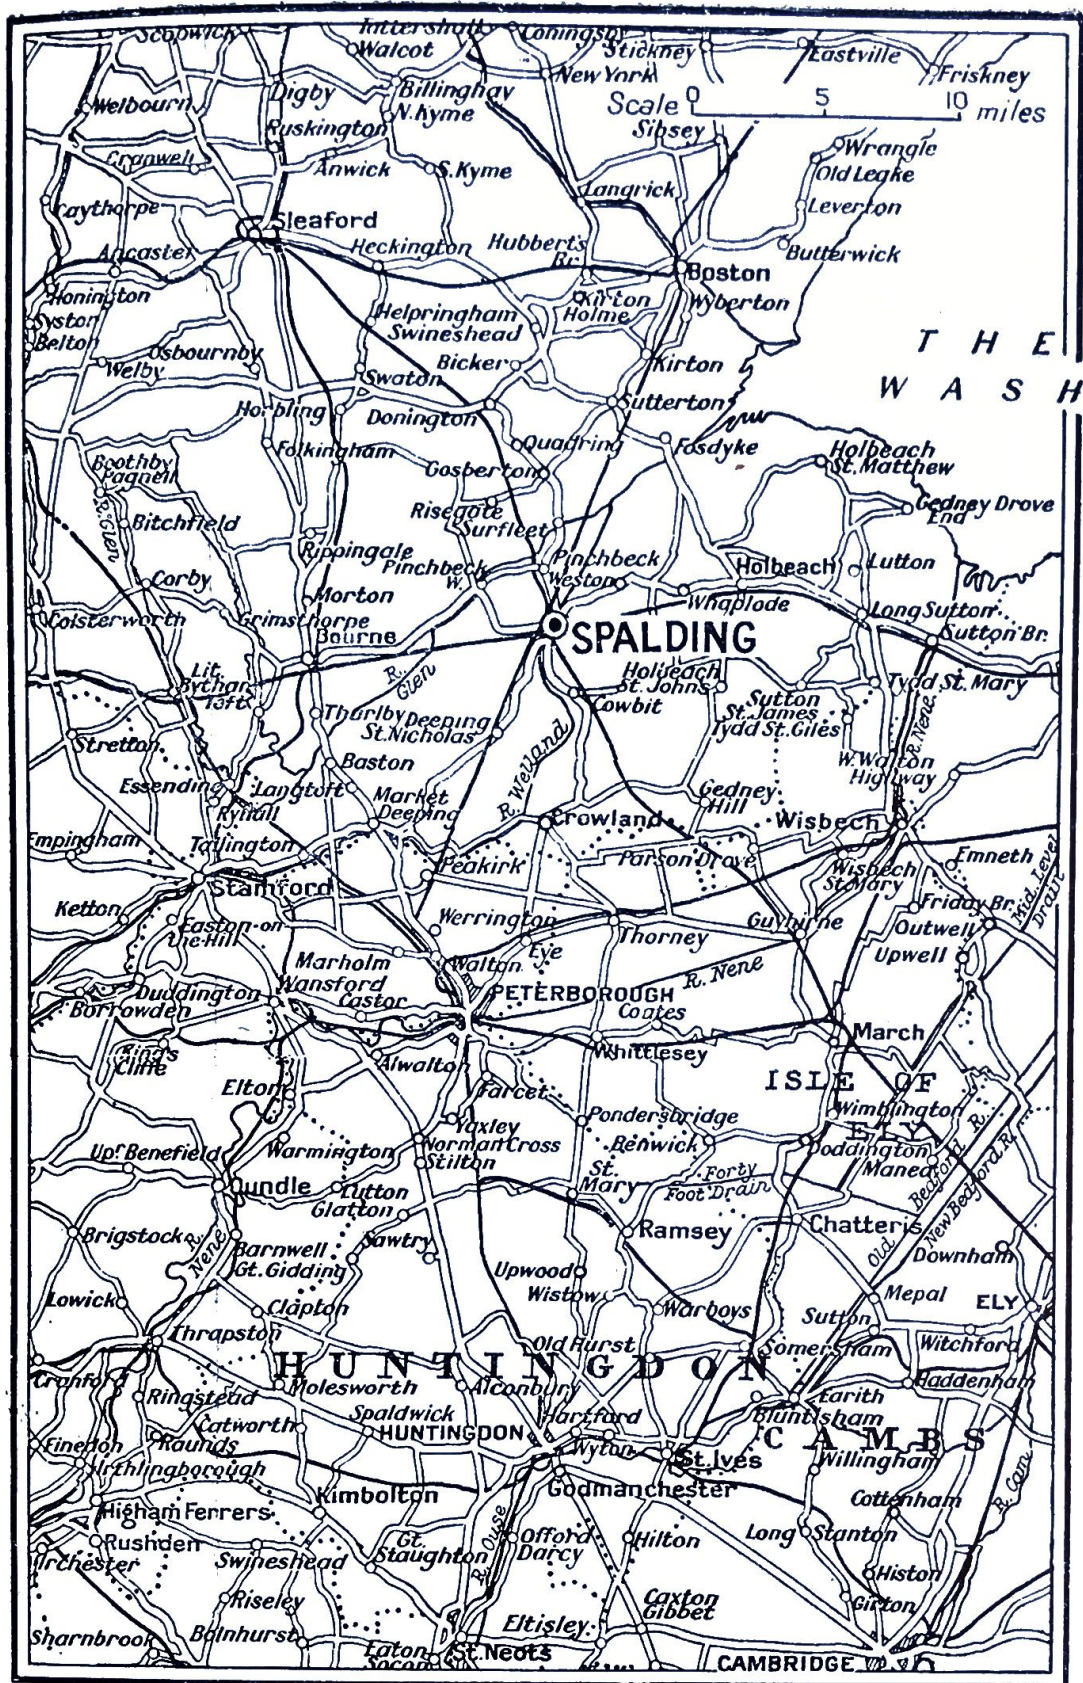 Scopwick
Tattershall
Coningsby
Walcot
Stickney
Eastville
New York
Friskney
Welbourn
Digby
Billinghay
N. Kyme
Scale 0 5 10 miles
Ruskington
Sibsey
Wrangle
Cranwell
Anwick
S. Kyme
Old Leake
Langrick
Caythorpe
Leverton
Sleaford
Ancaster
Heckington
Hubbert's
Br.
Butterwick
Boston
Honington
Kirton
Holme
Wyberton
Syston
Helpringham
Belton
Swineshead
THE
WASH
Osbournby
Welby
Bicker
Kirton
Swaton
Horbling
Donington
Sutterton
Folkingham
Quadring
Fosdyke
Holbeach
St. Matthew
Boothby
Pagnell
Gosberton
R. Glen
Bitchfield
Risegate
Surfleet
Gedney Drove
End
Rippingale
Pinchbeck
W.
Pinchbeck
Weston
Holbeach
Lutton
Corby
Morton
Whaplode
Long Sutton
Colsterworth
Grimsthorpe
Bourne
SPALDING
Sutton Br.
R.
Glen
Lit.
Bytham
Toft
Holbeach
St. Johns
Cowbit
Sutton
St. James
Tydd St. Mary
Thurlby
Deeping
St. Nicholas
Tydd St. Giles
Stretton
R. Welland
R. Nene
W. Walton
Highway
Baston
Essendine
Langtoft
Ryhall
Market
Deeping
Gedney
Hill
Crowland
Wisbech
Empingham
Tallington
Peakirk
Parson Drove
Wisbech
St. Mary
Emneth
Mid. Level
Drain
Stamford
Ketton
Easton-on
the-Hill
Werrington
Eye
Thorney
Guyhirne
Friday Br.
Outwell
Upwell
Marholm
Walton
R. Nene
Duddington
Wansford
Castor
PETERBOROUGH
Coates
Borrowden
March
King's
Cliffe
Alwalton
Whittlesey
ISLE OF
ELY
Elton
Farcet
Wimblington
Yaxley
Pondersbridge
Norman Cross
Benwick
Doddington
Manea
Upr. Benefield
Warmington
Stilton
Forty
Foot Drain
Old Bedford R.
New Bedford R.
Oundle
Lutton
St.
Mary
Glatton
Ramsey
Chatteris
Brigstock
R.
Nene
Barnwell
Sawtry
Downham
Gt. Gidding
Upwood
Wistow
Mepal
Lowick
Clapton
Warboys
Sutton
ELY
Thrapston
Old Hurst
Somersham
Witchford
HUNTINGDON
Cranford
Ringstead
Molesworth
Alconbury
Earith
Haddenham
Spaldwick
Hartford
Bluntisham
Catworth
HUNTINGDON
CAMBS
Finedon
Raunds
Wyton
St. Ives
Willingham
Irthlingborough
Kimbolton
Godmanchester
Cottenham
R. Cam
Higham Ferrers
Rushden
Gt.
Staughton
R. Ouse
Offord
Darcy
Hilton
Long Stanton
Irchester
Swineshead
Histon
Riseley
Caxton
Gibbet
Girton
Sharnbrook
Bolnhurst
Eltisley
Eaton
Socon
St. Neots
CAMBRIDGE